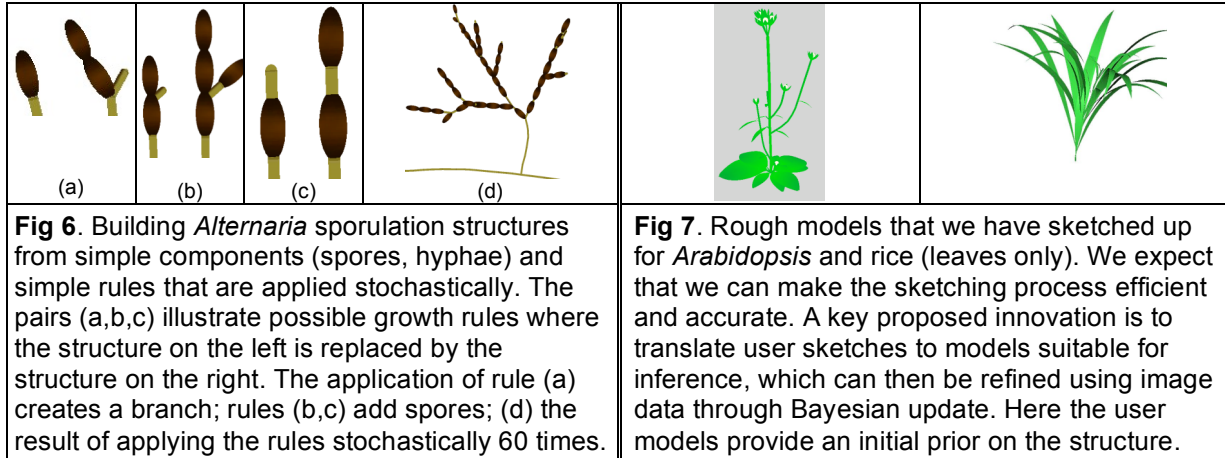 (a)
(b)
(c)
(d)
Fig 6. Building Alternaria sporulation structures
from simple components (spores, hyphae) and
simple rules that are applied stochastically. The
pairs (a,b,c) illustrate possible growth rules where
the structure on the left is replaced by the
structure on the right. The application of rule (a)
creates a branch; rules (b,c) add spores; (d) the
result of applying the rules stochastically 60 times.
Fig 7. Rough models that we have sketched up
for Arabidopsis and rice (leaves only). We expect
that we can make the sketching process efficient
and accurate. A key proposed innovation is to
translate user sketches to models suitable for
inference, which can then be refined using image
data through Bayesian update. Here the user
models provide an initial prior on the structure.